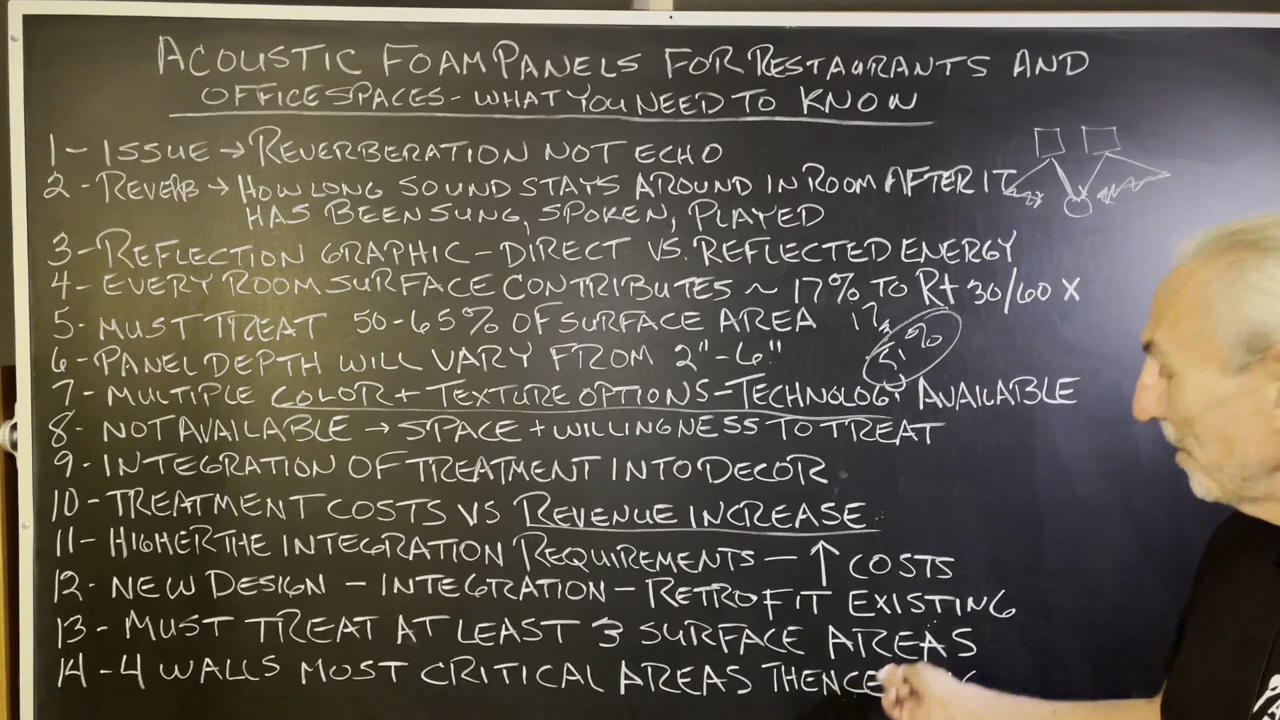 ACOUSTIC FOAM PANELS FOR RESTAURANTS AND
OFFICE SPACES - WHAT YOU NEED TO KNOW
1 - ISSUE → REVERBERATION NOT ECHO
2 - REVERB → HOW LONG SOUND STAYS AROUND IN ROOM AFTER IT
HAS BEEN SUNG, SPOKEN, PLAYED
3 - REFLECTION GRAPHIC - DIRECT VS. REFLECTED ENERGY
4 - EVERY ROOM SURFACE CONTRIBUTES ~ 17% TO Rt 30/60 X
5 - MUST TREAT 50-65% OF SURFACE AREA
6 - PANEL DEPTH WILL VARY FROM 2" - 6"
7 - MULTIPLE COLOR + TEXTURE OPTIONS - TECHNOLOGY AVAILABLE
8 - NOT AVAILABLE → SPACE + WILLINGNESS TO TREAT
9 - INTEGRATION OF TREATMENT INTO DECOR
10 - TREATMENT COSTS VS REVENUE INCREASE
11 - HIGHER THE INTEGRATION REQUIREMENTS - ↑ COSTS
12 - NEW DESIGN - INTEGRATION - RETROFIT EXISTING
13 - MUST TREAT AT LEAST 3 SURFACE AREAS
14 - 4 WALLS MOST CRITICAL AREAS THEN